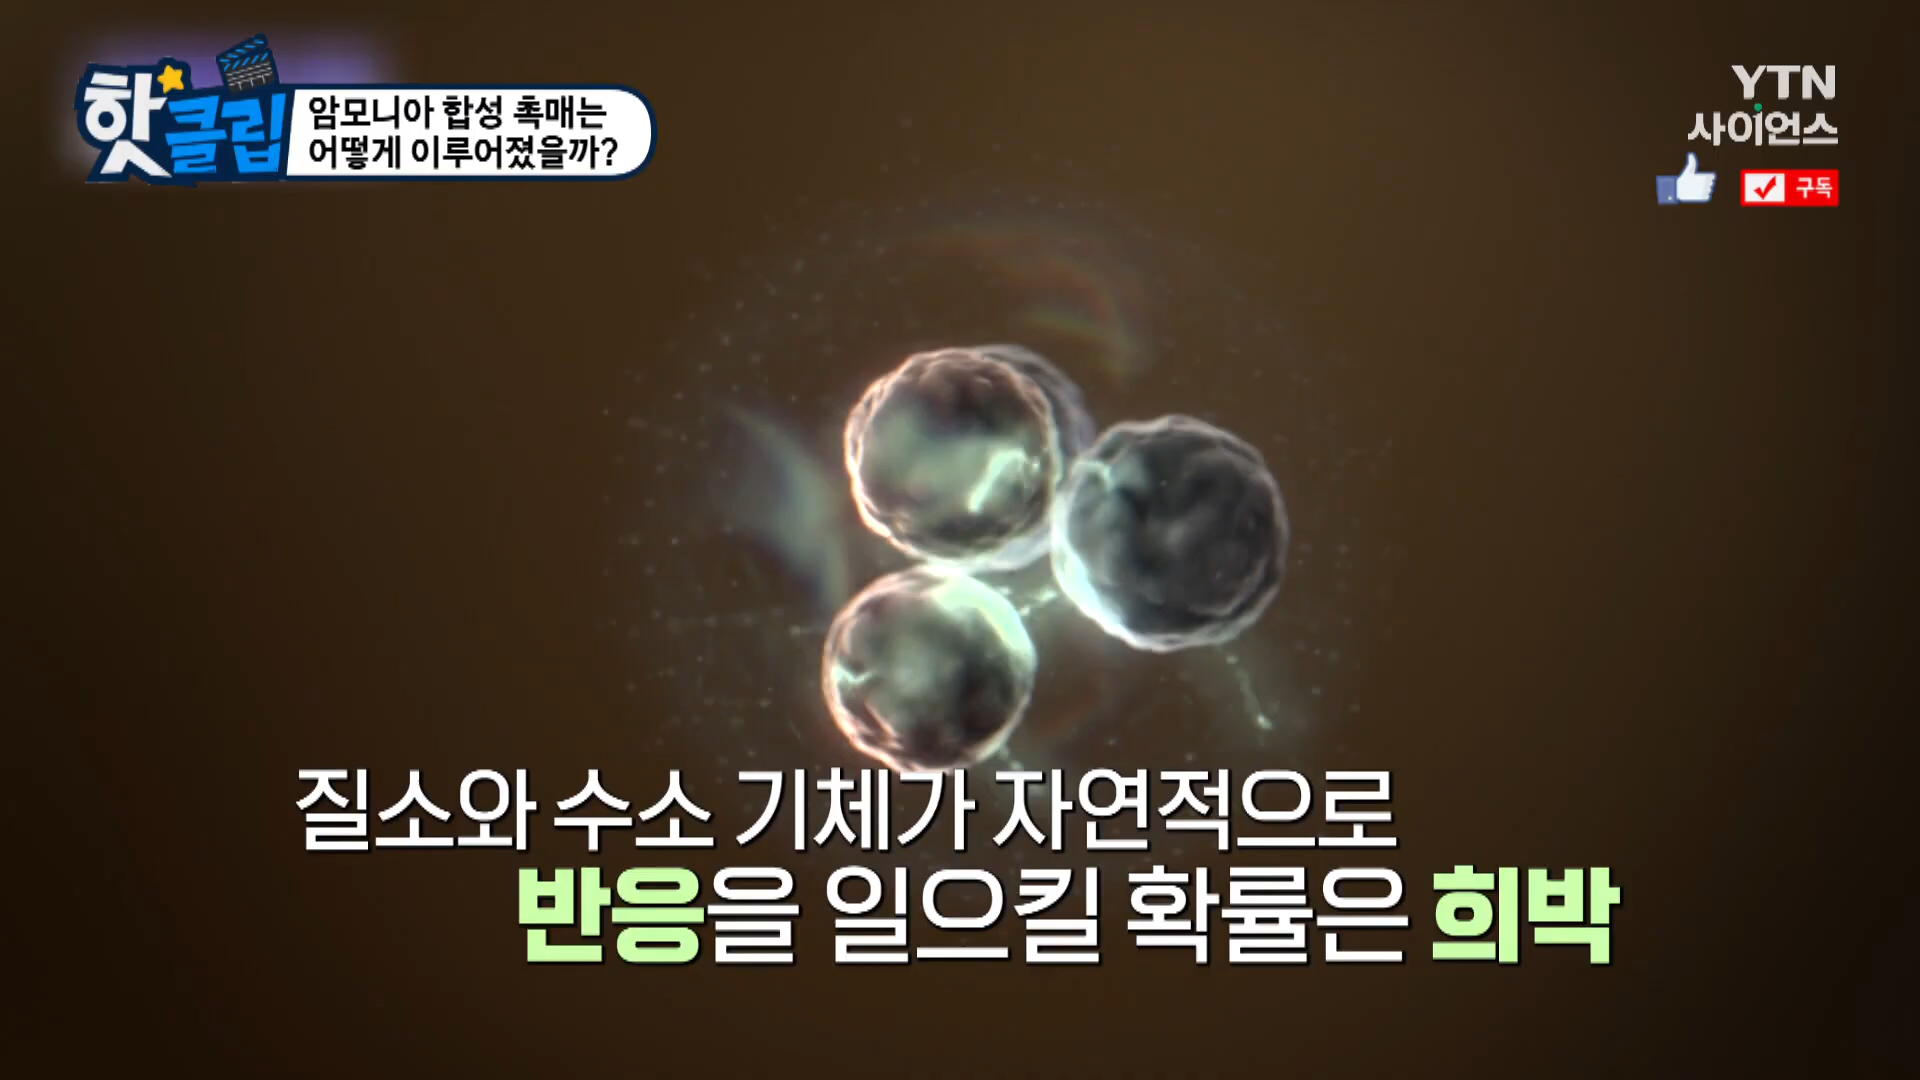 핫클립
암모니아 합성 촉매는
어떻게 이루어졌을까?
YTN
사이언스
구독
질소와 수소 기체가 자연적으로
반응을 일으킬 확률은 희박